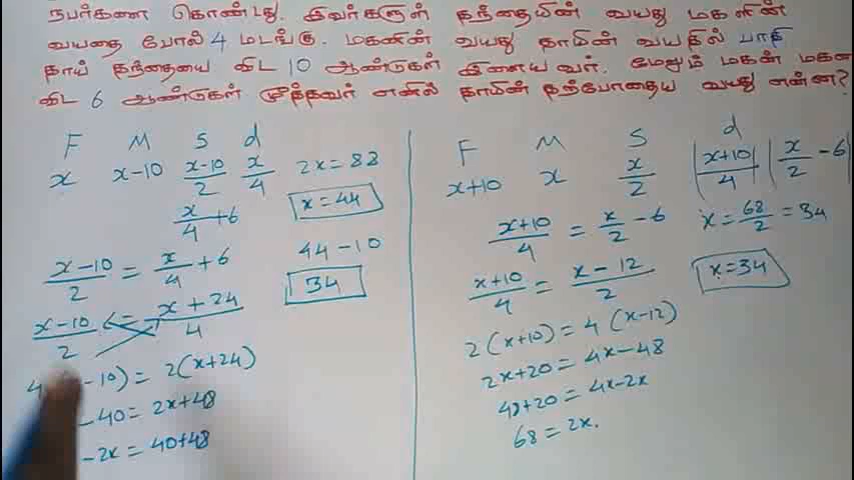 நபர்களை கொண்டது. இவர்களுள் தந்தையின் வயது மகளின்
வயதை போல் 4 மடங்கு. மகனின் வயது தாயின் வயதில் பாதி
தாய் தந்தையை விட 10 ஆண்டுகள் இளையவர். மேலும் மகன் மகளை
விட 6 ஆண்டுகள் மூத்தவர் எனில் தாயின் தற்போதைய வயது என்ன?
F M S d
x x-10 (x-10)/2 x/4 2x = 88
x/4 + 6 x = 44
(x-10)/2 = x/4 + 6 44 - 10
(x-10)/2 = (x+24)/4 34
4 -10) = 2(x+24)
-40 = 2x+48
-2x = 40+48
F M S d
x+10 x x/2 (x+10)/4 x/2 - 6
(x+10)/4 = x/2 - 6 x = 68/2 = 34
(x+10)/4 = (x-12)/2 x = 34
2(x+10) = 4(x-12)
2x+20 = 4x-48
48+20 = 4x-2x
68 = 2x.